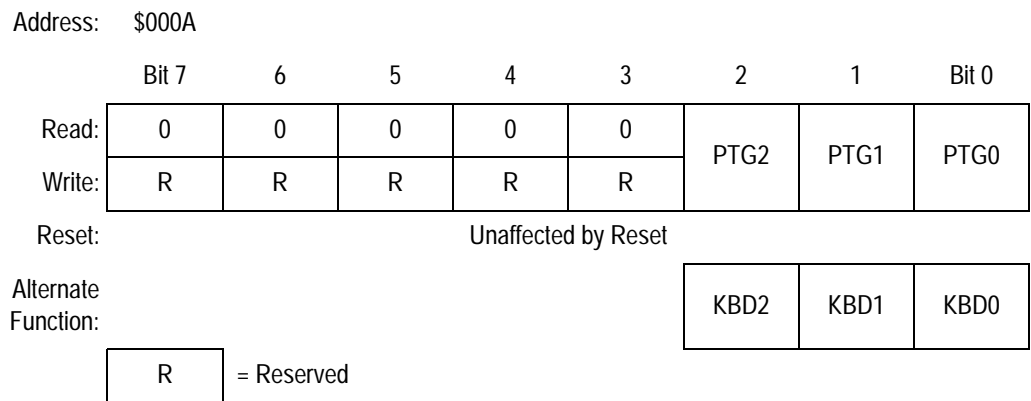 Address: $000A
Bit 7 6 5 4 3 2 1 Bit 0
Read: 0 0 0 0 0 PTG2 PTG1 PTG0
Write: R R R R R
Reset: Unaffected by Reset
Alternate
Function: KBD2 KBD1 KBD0
R = Reserved